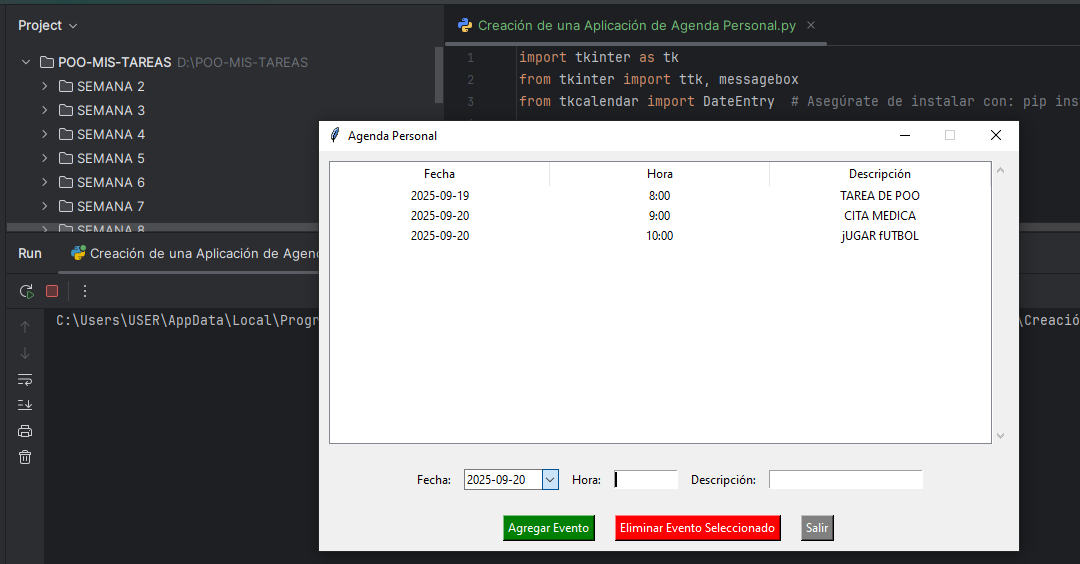 Project
POO-MIS-TAREAS D:\POO-MIS-TAREAS
SEMANA 2
SEMANA 3
SEMANA 4
SEMANA 5
SEMANA 6
SEMANA 7
SEMANA 8
Creación de una Aplicación de Agenda Personal.py
1 import tkinter as tk
2 from tkinter import ttk, messagebox
3 from tkcalendar import DateEntry # Asegúrate de instalar con: pip ins
Run Creación de una Aplicación de Agen
C:\Users\USER\AppData\Local\Progr
\Creació
Agenda Personal
Fecha Hora Descripción
2025-09-19 8:00 TAREA DE POO
2025-09-20 9:00 CITA MEDICA
2025-09-20 10:00 jUGAR fUTBOL
Fecha: 2025-09-20 Hora: Descripción:
Agregar Evento Eliminar Evento Seleccionado Salir